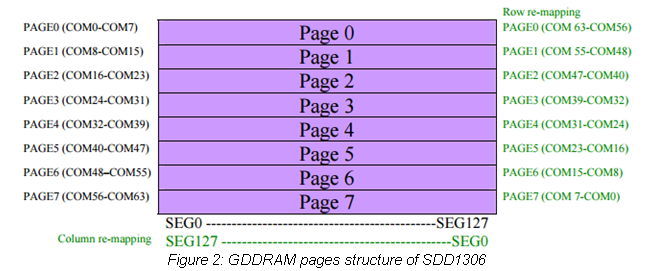 Row re-mapping
PAGE0 (COM0-COM7) Page 0 PAGE0 (COM 63-COM56)
PAGE1 (COM8-COM15) Page 1 PAGE1 (COM 55-COM48)
PAGE2 (COM16-COM23) Page 2 PAGE2 (COM47-COM40)
PAGE3 (COM24-COM31) Page 3 PAGE3 (COM39-COM32)
PAGE4 (COM32-COM39) Page 4 PAGE4 (COM31-COM24)
PAGE5 (COM40-COM47) Page 5 PAGE5 (COM23-COM16)
PAGE6 (COM48–COM55) Page 6 PAGE6 (COM15-COM8)
PAGE7 (COM56-COM63) Page 7 PAGE7 (COM 7-COM0)
SEG0 ---------------------------------------------SEG127
Column re-mapping SEG127 ---------------------------------------------SEG0
Figure 2: GDDRAM pages structure of SDD1306